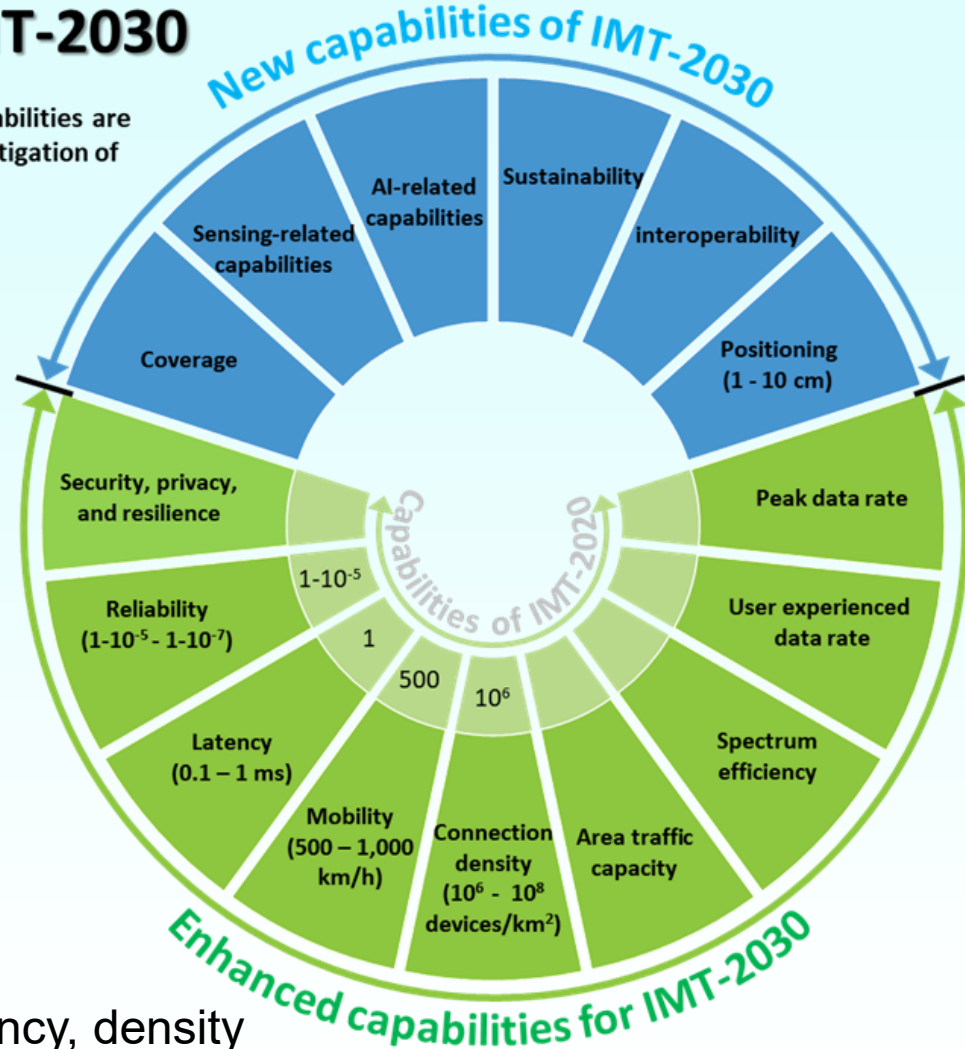 IT-2030
New capabilities of IMT-2030
abilities are
tigation of
AI-related
capabilities
Sustainability
Sensing-related
capabilities
interoperability
Coverage
Positioning
(1 - 10 cm)
Security, privacy,
and resilience
Capabilities of IMT-2020
Peak data rate
1-10⁻⁵
Reliability
(1-10⁻⁵ - 1-10⁻⁷)
User experienced
data rate
1
500
10⁶
Latency
(0.1 – 1 ms)
Spectrum
efficiency
Mobility
(500 – 1,000
km/h)
Connection
density
(10⁶ - 10⁸
devices/km²)
Area traffic
capacity
Enhanced capabilities for IMT-2030
ncy, density